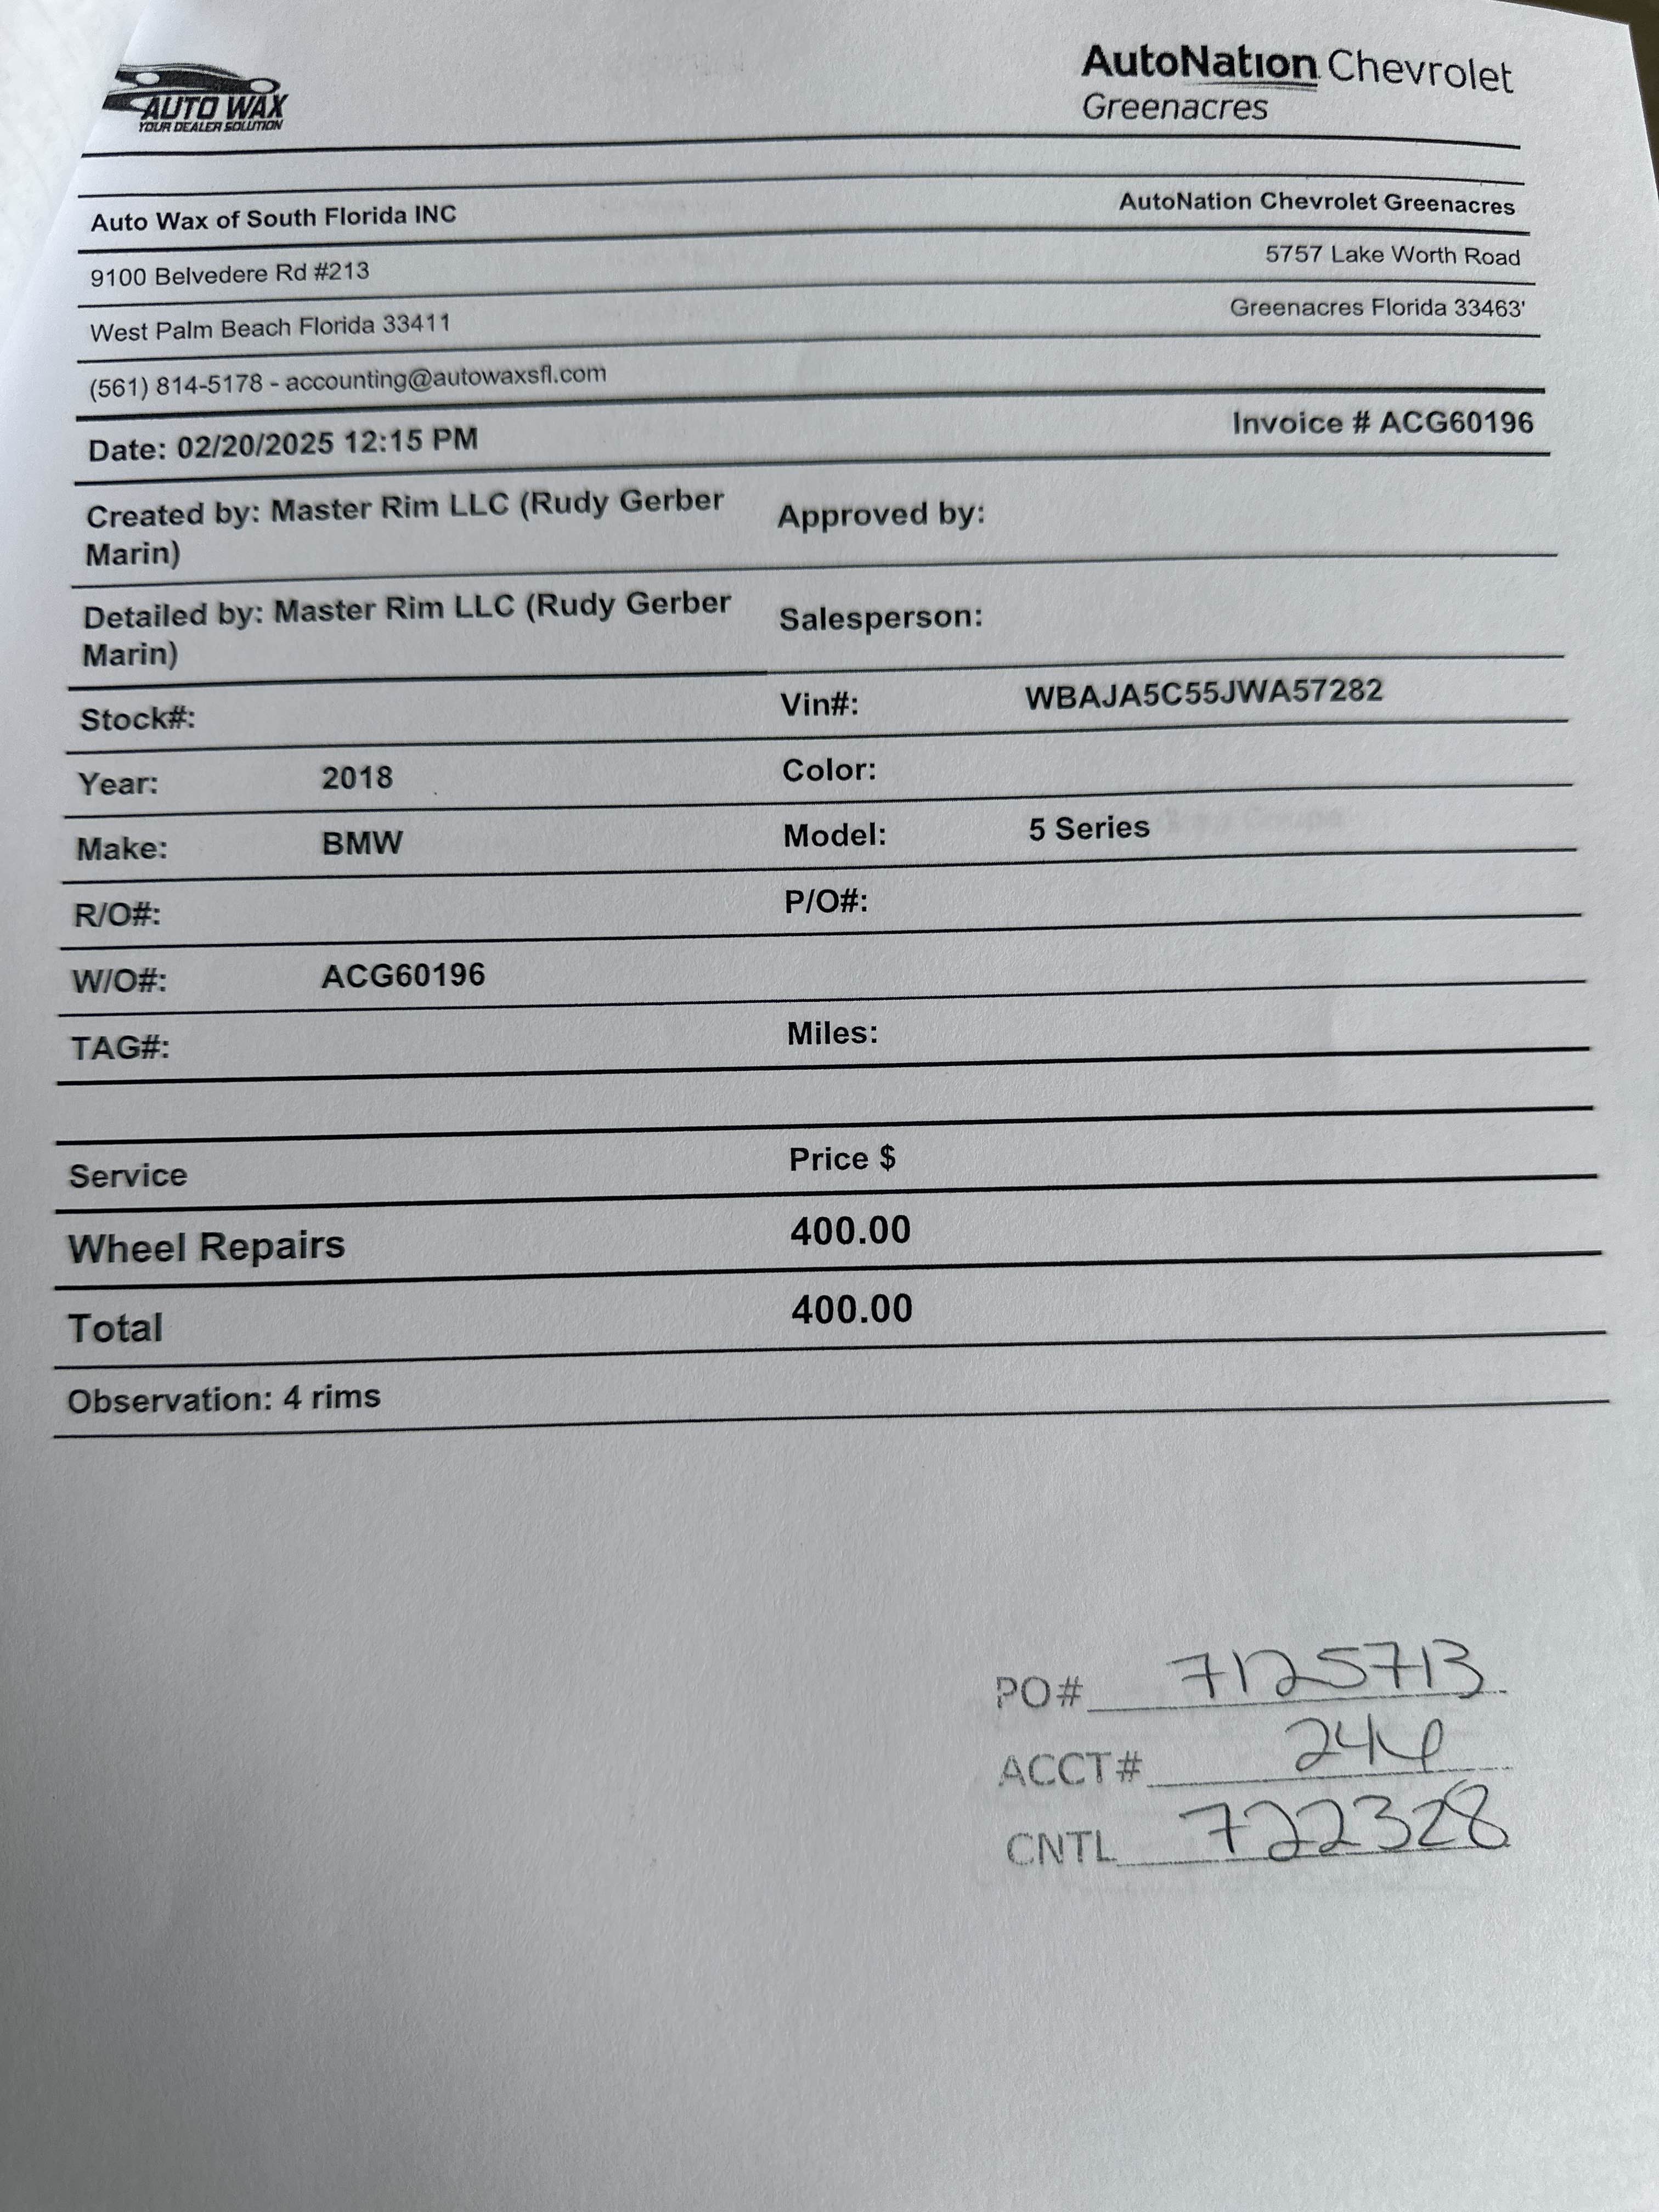 AUTO WAX
YOUR DEALER SOLUTION
AutoNation Chevrolet
Greenacres
Auto Wax of South Florida INC AutoNation Chevrolet Greenacres
9100 Belvedere Rd #213 5757 Lake Worth Road
West Palm Beach Florida 33411 Greenacres Florida 33463'
(561) 814-5178 - accounting@autowaxsfl.com
Date: 02/20/2025 12:15 PM Invoice # ACG60196
Created by: Master Rim LLC (Rudy Gerber
Marin)
Approved by:
Detailed by: Master Rim LLC (Rudy Gerber
Marin)
Salesperson:
Stock#: Vin#: WBAJA5C55JWA57282
Year: 2018 Color:
Make: BMW Model: 5 Series
R/O#: P/O#:
W/O#: ACG60196
TAG#: Miles:
Service Price $
Wheel Repairs 400.00
Total 400.00
Observation: 4 rims
PO# 7125713
ACCT#
CNTL 722328